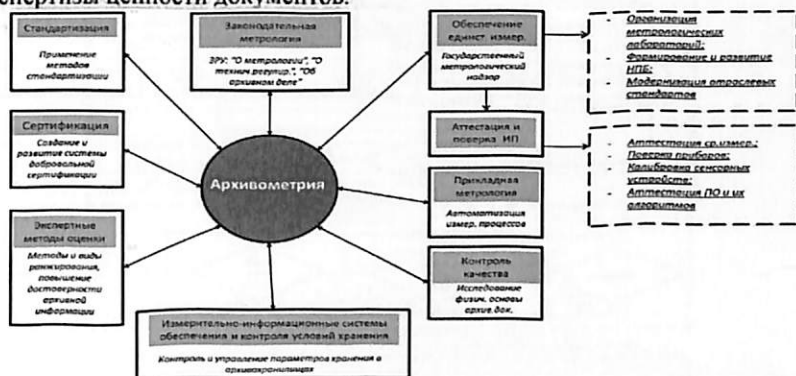 экспертизы ценности документов.
Стандартизация
Применение
методов
стандартизации
Законодательная
метрология
ЗРУ: "О метрологии", "О
технич.регулир.", "Об
архивном деле"
Обеспечение
единст. измер.
Государственный
метрологический
надзор
- Организация
метрологических
лабораторий;
- Формирование и развитие
НПБ;
- Модернизация отраслевых
стандартов
Сертификация
Создание и
развитие системы
добровольной
сертификации
Архивометрия
Аттестация и
поверка ИП
- Аттестация ср.измер.;
- Поверка приборов;
- Калибровка сенсорных
устройств;
- Аттестация ПО и их
алгоритмов
Прикладная
метрология
Автоматизация
измер. процессов
Экспертные
методы оценки
Методы и виды
ранжирования,
повышение
достоверности
архивной
информации
Контроль
качества
Исследование
физич. основы
архив.док.
Измерительно-информационные системы
обеспечения и контроля условий хранения
Контроль и управление параметров хранения в
архивохранилищах